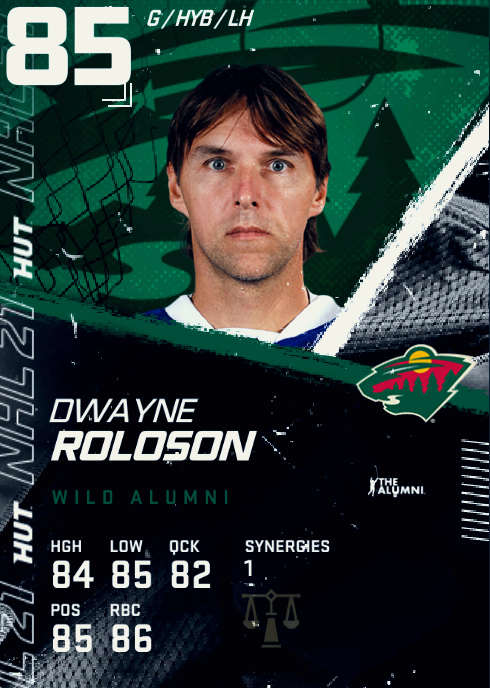 85
G / HYB / LH
HUT NHL 21 HUT NHL 21
DWAYNE
ROLOSON
WILD ALUMNI
THE
ALUMNI
HGH LOW QCK SYNERGIES
84 85 82 1
POS RBC
85 86